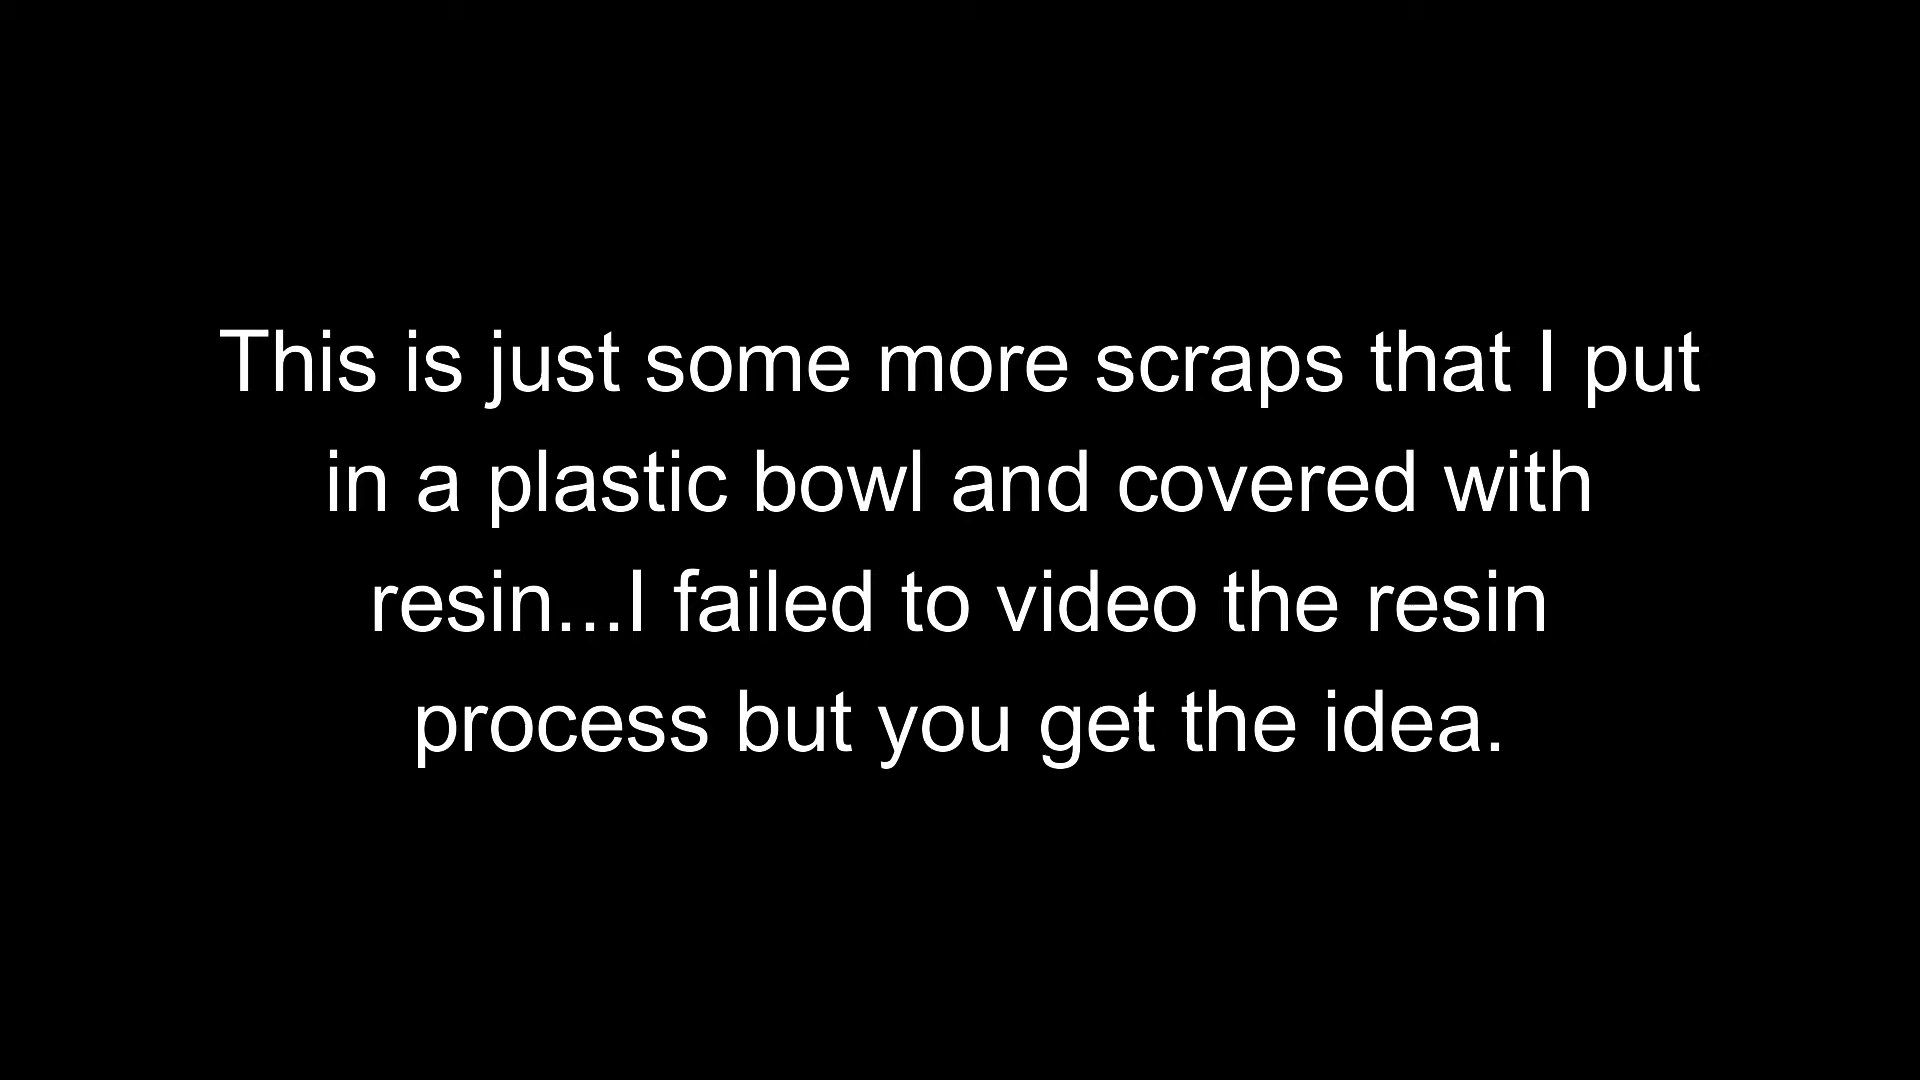 This is just some more scraps that I put
in a plastic bowl and covered with
resin...I failed to video the resin
process but you get the idea.